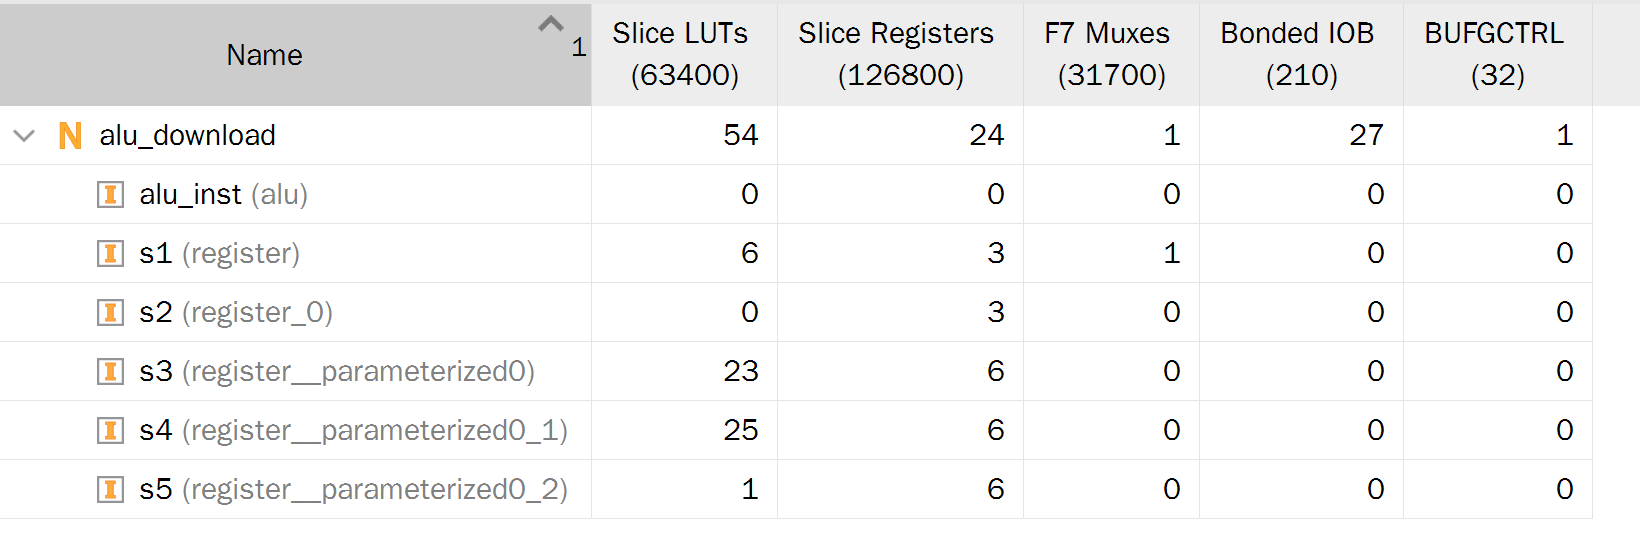 Name 1 Slice LUTs (63400) Slice Registers (126800) F7 Muxes (31700) Bonded IOB (210) BUFGCTRL (32)
N alu_download 54 24 1 27 1
I alu_inst (alu) 0 0 0 0 0
I s1 (register) 6 3 1 0 0
I s2 (register_0) 0 3 0 0 0
I s3 (register__parameterized0) 23 6 0 0 0
I s4 (register__parameterized0_1) 25 6 0 0 0
I s5 (register__parameterized0_2) 1 6 0 0 0